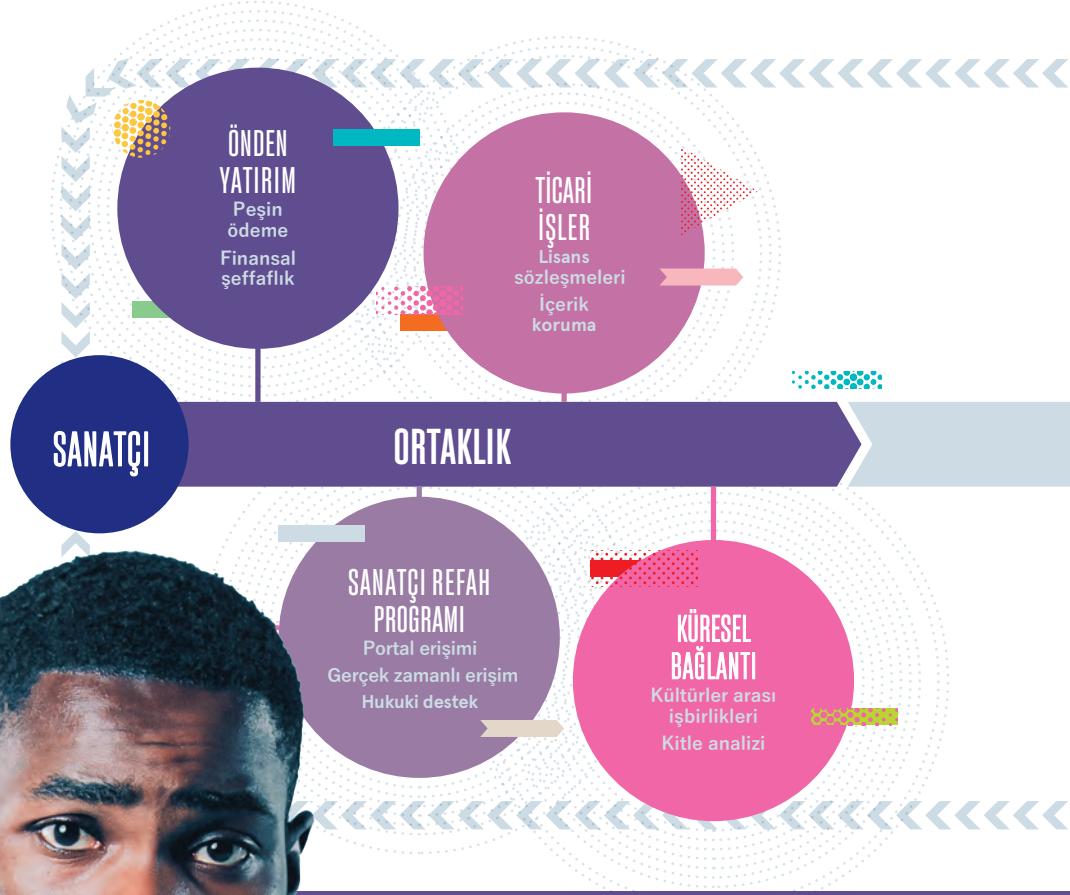 ÖNDEN
YATIRIM
Peşin
ödeme
Finansal
şeffaflık
TİCARİ
İŞLER
Lisans
sözleşmeleri
İçerik
koruma
SANATÇI
ORTAKLIK
SANATÇI REFAH
PROGRAMI
Portal erişimi
Gerçek zamanlı erişim
Hukuki destek
KÜRESEL
BAĞLANTI
Kültürler arası
işbirlikleri
Kitle analizi